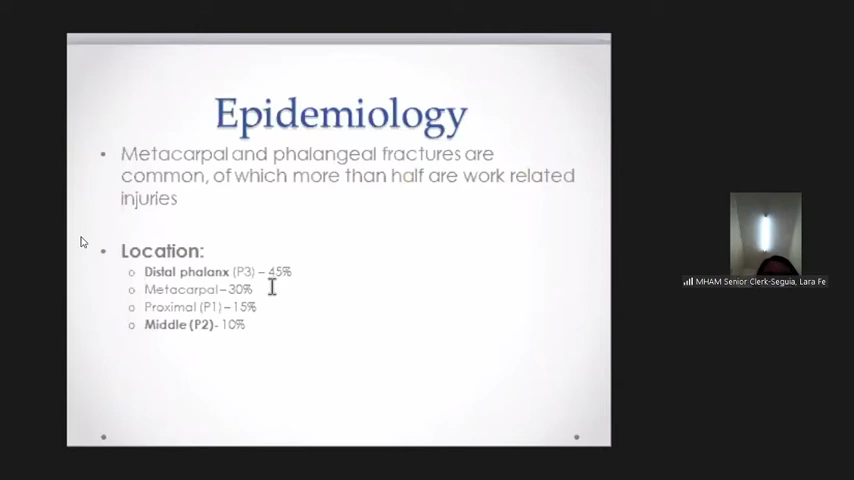 Epidemiology
• Metacarpal and phalangeal fractures are
common, of which more than half are work related
injuries
• Location:
o Distal phalanx (P3) – 45%
o Metacarpal – 30%
o Proximal (P1) – 15%
o Middle (P2)- 10%
MHAM Senior Clerk-Seguia, Lara Fe